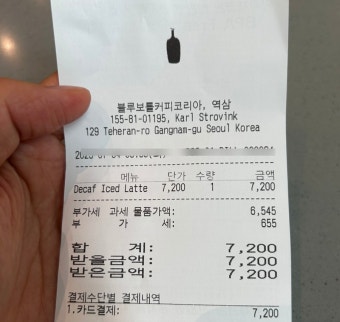 블루보틀커피코리아, 역삼
155-81-01195, Karl Strovink
129 Teheran-ro Gangnam-gu Seoul Korea
메뉴 단가 수량 금액
Decaf Iced Latte 7,200 1 7,200
부가세 과세 물품가액: 6,545
부 가 세: 655
합 계: 7,200
받을금액: 7,200
받은금액: 7,200
결제수단별 결제내역
1.카드결제: 7,200